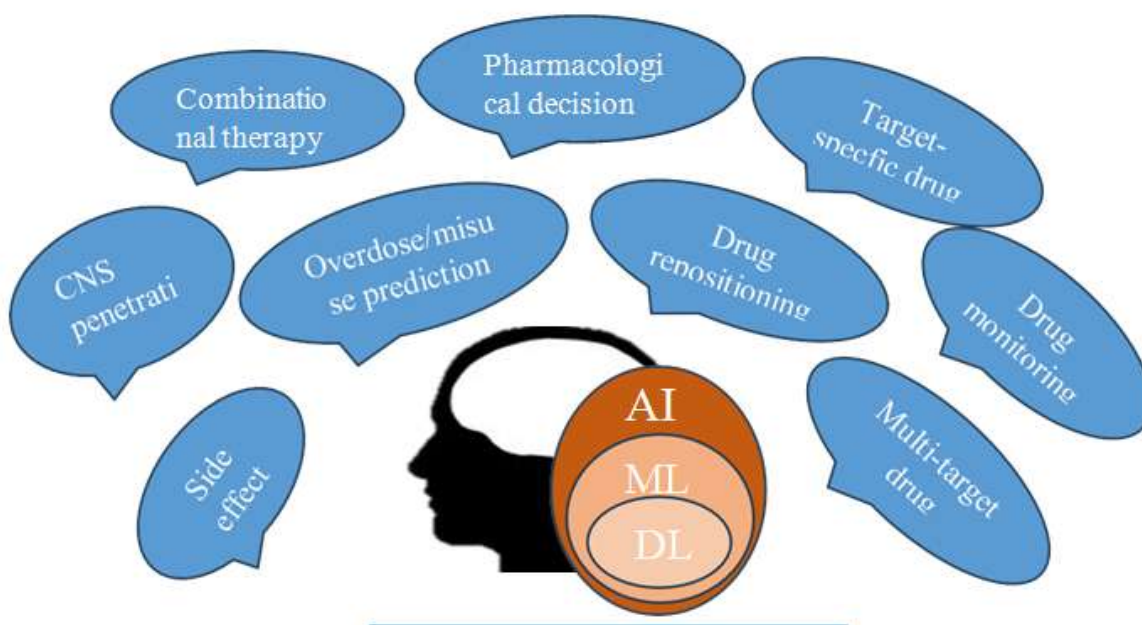 Combinatio
nal therapy
Pharmacologi
cal decision
Target-
specfic drug
CNS
penetrati
Overdose/misu
se prediction
Drug
repositioning
Drug
monitoring
Side
effect
Multi-target
drug
AI
ML
DL